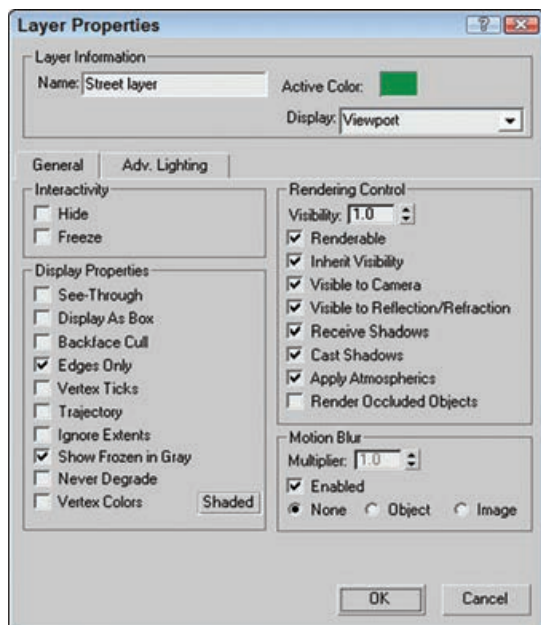 Layer Properties
?
Layer Information
Name: Street layer
Active Color:
Display: Viewport
General
Adv. Lighting
Interactivity
Hide
Freeze
Display Properties
See-Through
Display As Box
Backface Cull
Edges Only
Vertex Ticks
Trajectory
Ignore Extents
Show Frozen in Gray
Never Degrade
Vertex Colors
Shaded
Rendering Control
Visibility: 1.0
Renderable
Inherit Visibility
Visible to Camera
Visible to Reflection/Refraction
Receive Shadows
Cast Shadows
Apply Atmospherics
Render Occluded Objects
Motion Blur
Multiplier: 1.0
Enabled
None Object Image
OK
Cancel